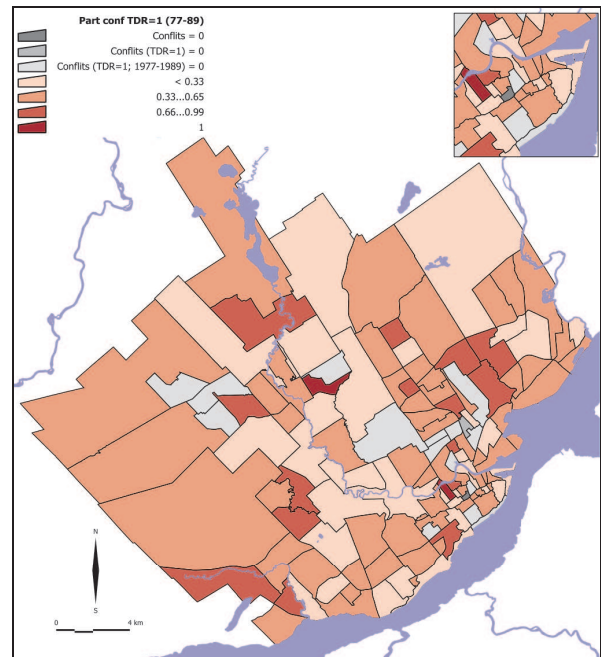 Part conf TDR=1 (77-89)
Conflits = 0
Conflits (TDR=1) = 0
Conflits (TDR=1; 1977-1989) = 0
< 0.33
0.33...0.65
0.66...0.99
1
N
S
0 4 km